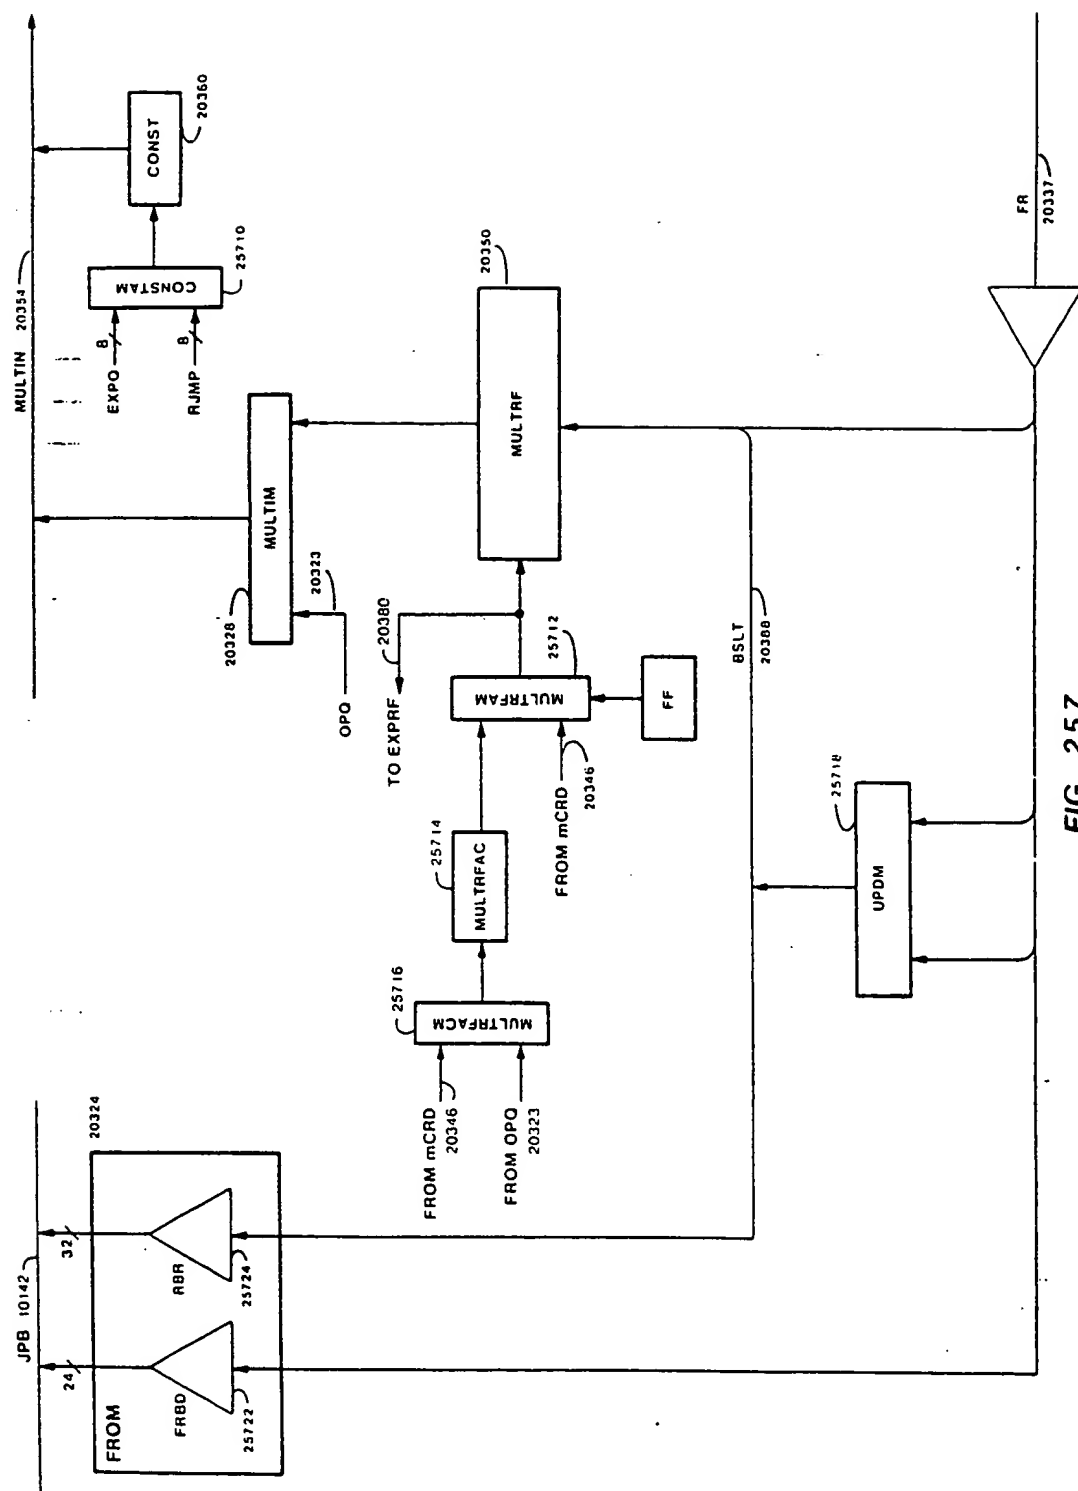 JPB 10142
24
32
20324
FROM
FRBD
25722
RBR
25724
MULTIN 20354
EXPQ
8
RJMP
8
CONSTAM
25710
CONST
20360
20328
MULTIM
OPQ
20323
TO EXPRF
20380
MULTRF
20350
FROM mCRD
20346
FROM OPQ
20323
MULTRFACM
25716
MULTRFAC
25714
FROM mCRD
20346
MULTRFAM
25712
FF
BSLT
20388
UPDM
25718
FR
20337
FIG 257